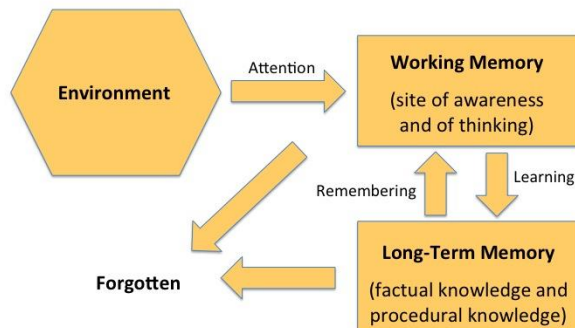 Environment
Attention
Working Memory
(site of awareness
and of thinking)
Remembering
Learning
Forgotten
Long-Term Memory
(factual knowledge and
procedural knowledge)